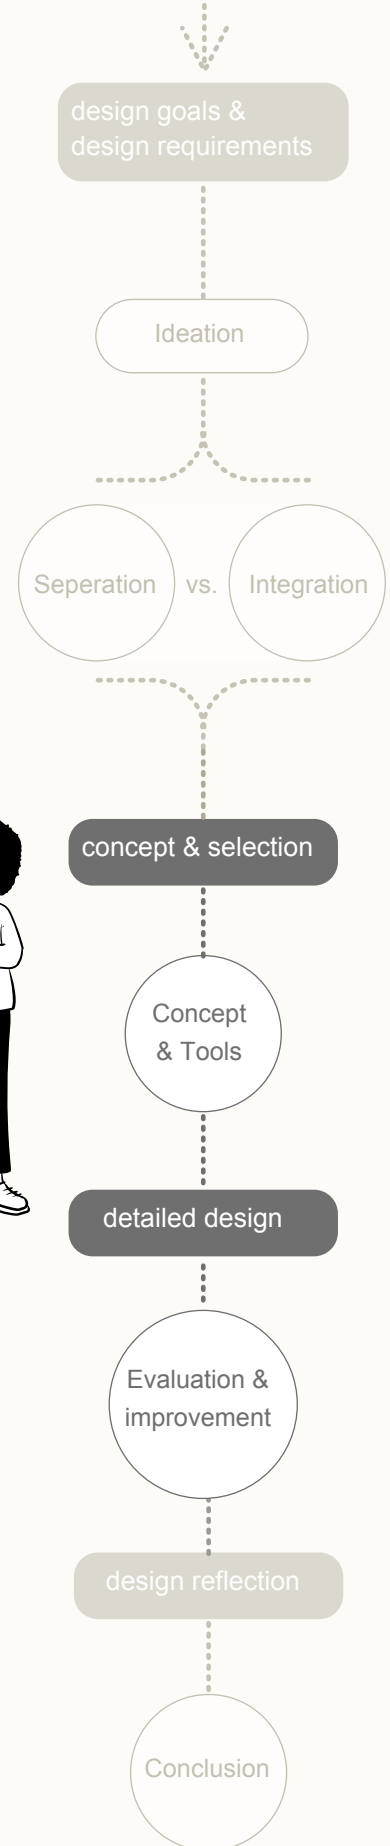 design goals &
design requirements
Ideation
Seperation vs. Integration
concept & selection
Concept
& Tools
detailed design
Evaluation &
improvement
design reflection
Conclusion